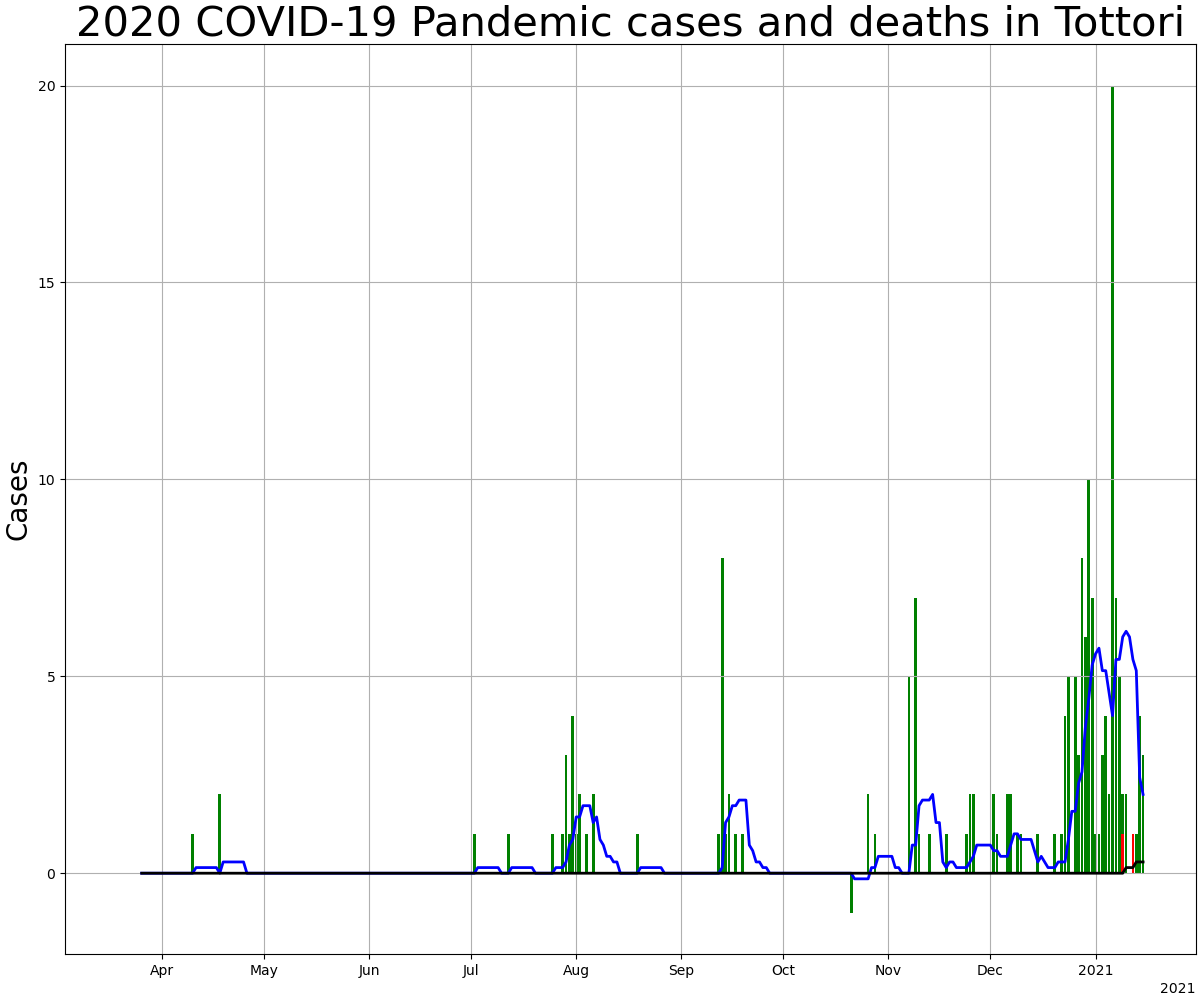 2020 COVID-19 Pandemic cases and deaths in Tottori
20
15
10
5
0
Cases
Apr May Jun Jul Aug Sep Oct Nov Dec 2021
2021